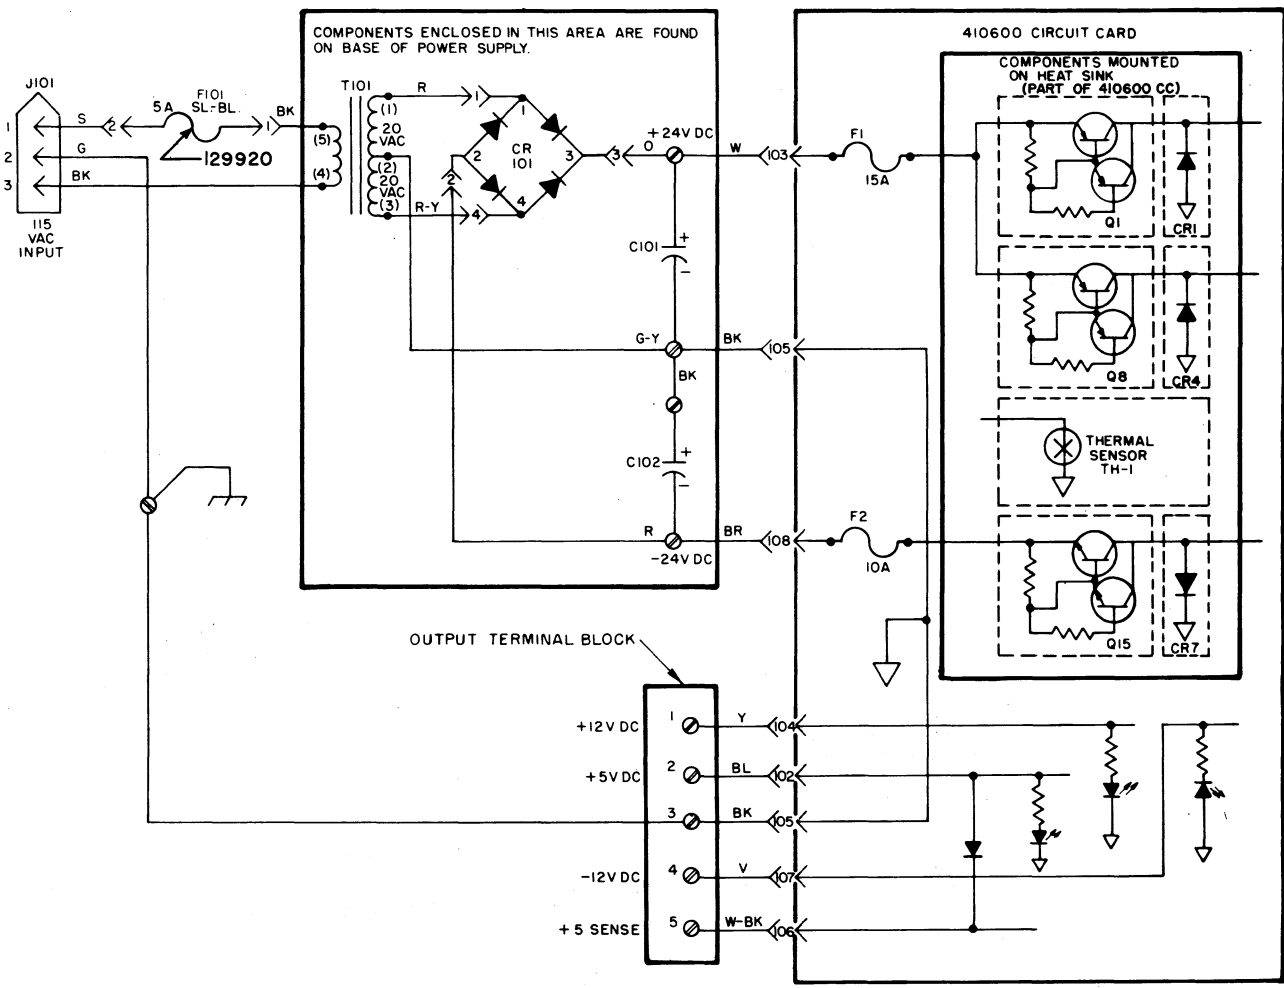 COMPONENTS ENCLOSED IN THIS AREA ARE FOUND
ON BASE OF POWER SUPPLY.
410600 CIRCUIT CARD
COMPONENTS MOUNTED
ON HEAT SINK
(PART OF 410600 CC)
J101
1
2
3
115
VAC
INPUT
S
2
5A
F101
SL-BL.
1
BK
129920
G
BK
T101
(5)
(4)
(1)
20
VAC
(2)
20
VAC
(3)
R
1
R-Y
4
2
1
2
CR
101
3
4
3
+24V DC
O
W
103
F1
15A
C101
+
-
G-Y
BK
105
BK
C102
+
-
R
BR
108
-24V DC
F2
10A
Q1
CR1
Q8
CR4
THERMAL
SENSOR
TH-1
Q15
CR7
OUTPUT TERMINAL BLOCK
+12V DC
1
Y
104
+5V DC
2
BL
102
3
BK
105
-12V DC
4
V
107
+5 SENSE
5
W-BK
106